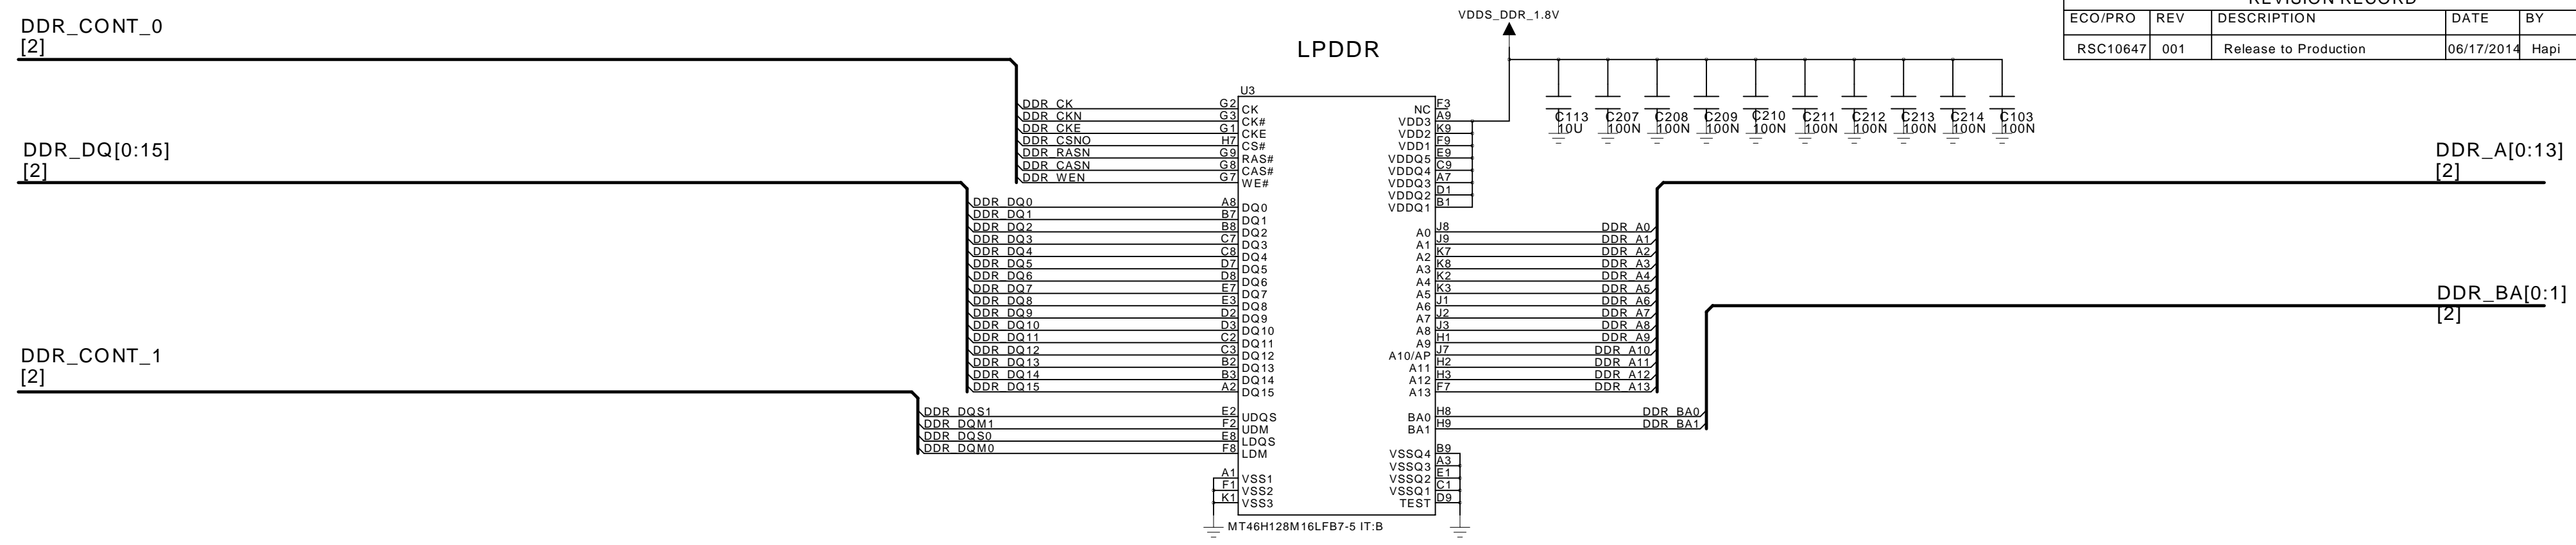 REVISION RECORD
ECO/PRO REV DESCRIPTION DATE BY
RSC10647 001 Release to Production 06/17/2014 Hapi
DDR_CONT_0
[2]
DDR_DQ[0:15]
[2]
DDR_CONT_1
[2]
LPDDR
VDDS_DDR_1.8V
C113 C207 C208 C209 C210 C211 C212 C213 C214 C103
10U 100N 100N 100N 100N 100N 100N 100N 100N 100N
DDR_A[0:13]
[2]
DDR_BA[0:1]
[2]
U3
DDR_CK G2 CK
DDR_CKN G3 CK#
DDR_CKE G1 CKE
DDR_CSNO H7 CS#
DDR_RASN G9 RAS#
DDR_CASN G8 CAS#
DDR_WEN G7 WE#
DDR_DQ0 A8 DQ0
DDR_DQ1 B7 DQ1
DDR_DQ2 B8 DQ2
DDR_DQ3 C7 DQ3
DDR_DQ4 C8 DQ4
DDR_DQ5 D7 DQ5
DDR_DQ6 D8 DQ6
DDR_DQ7 E7 DQ7
DDR_DQ8 E3 DQ8
DDR_DQ9 D2 DQ9
DDR_DQ10 D3 DQ10
DDR_DQ11 C2 DQ11
DDR_DQ12 C3 DQ12
DDR_DQ13 B2 DQ13
DDR_DQ14 B3 DQ14
DDR_DQ15 A2 DQ15
DDR_DQS1 E2 UDQS
DDR_DQM1 F2 UDM
DDR_DQS0 E8 LDQS
DDR_DQM0 F8 LDM
A1 VSS1
F1 VSS2
K1 VSS3
NC F3
VDD3 A9
VDD2 K9
VDD1 F9
VDDQ5 E9
VDDQ4 C9
VDDQ3 A7
VDDQ2 D1
VDDQ1 B1
A0 J8 DDR_A0
A1 J9 DDR_A1
A2 K7 DDR_A2
A3 K8 DDR_A3
A4 K2 DDR_A4
A5 K3 DDR_A5
A6 J1 DDR_A6
A7 J2 DDR_A7
A8 J3 DDR_A8
A9 H1 DDR_A9
A10/AP J7 DDR_A10
A11 H2 DDR_A11
A12 H3 DDR_A12
A13 F7 DDR_A13
BA0 H8 DDR_BA0
BA1 H9 DDR_BA1
VSSQ4 B9
VSSQ3 A3
VSSQ2 E1
VSSQ1 C1
TEST D9
MT46H128M16LFB7-5 IT:B